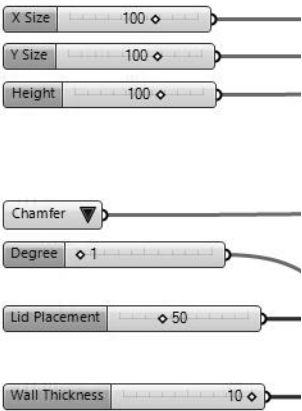 X Size 100
Y Size 100
Height 100
Chamfer
Degree 1
Lid Placement 50
Wall Thickness 10